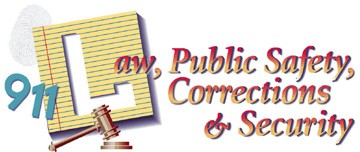 Law, Public Safety,
Corrections
& Security
911